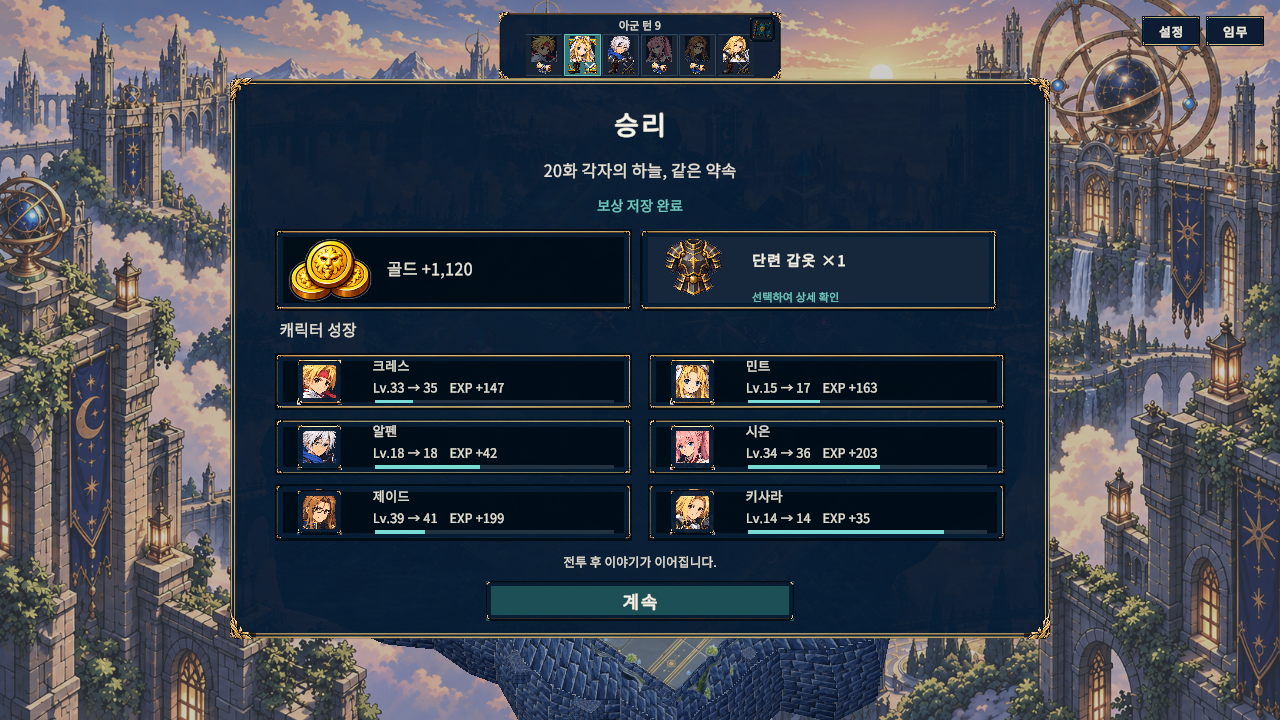 아군 턴 9
설정
임무
승리
20화 각자의 하늘, 같은 약속
보상 저장 완료
골드 +1,120
단련 갑옷 ×1
선택하여 상세 확인
캐릭터 성장
크레스
Lv.33 → 35 EXP +147
민트
Lv.15 → 17 EXP +163
알펜
Lv.18 → 18 EXP +42
시온
Lv.34 → 36 EXP +203
제이드
Lv.39 → 41 EXP +199
키사라
Lv.14 → 14 EXP +35
전투 후 이야기가 이어집니다.
계속